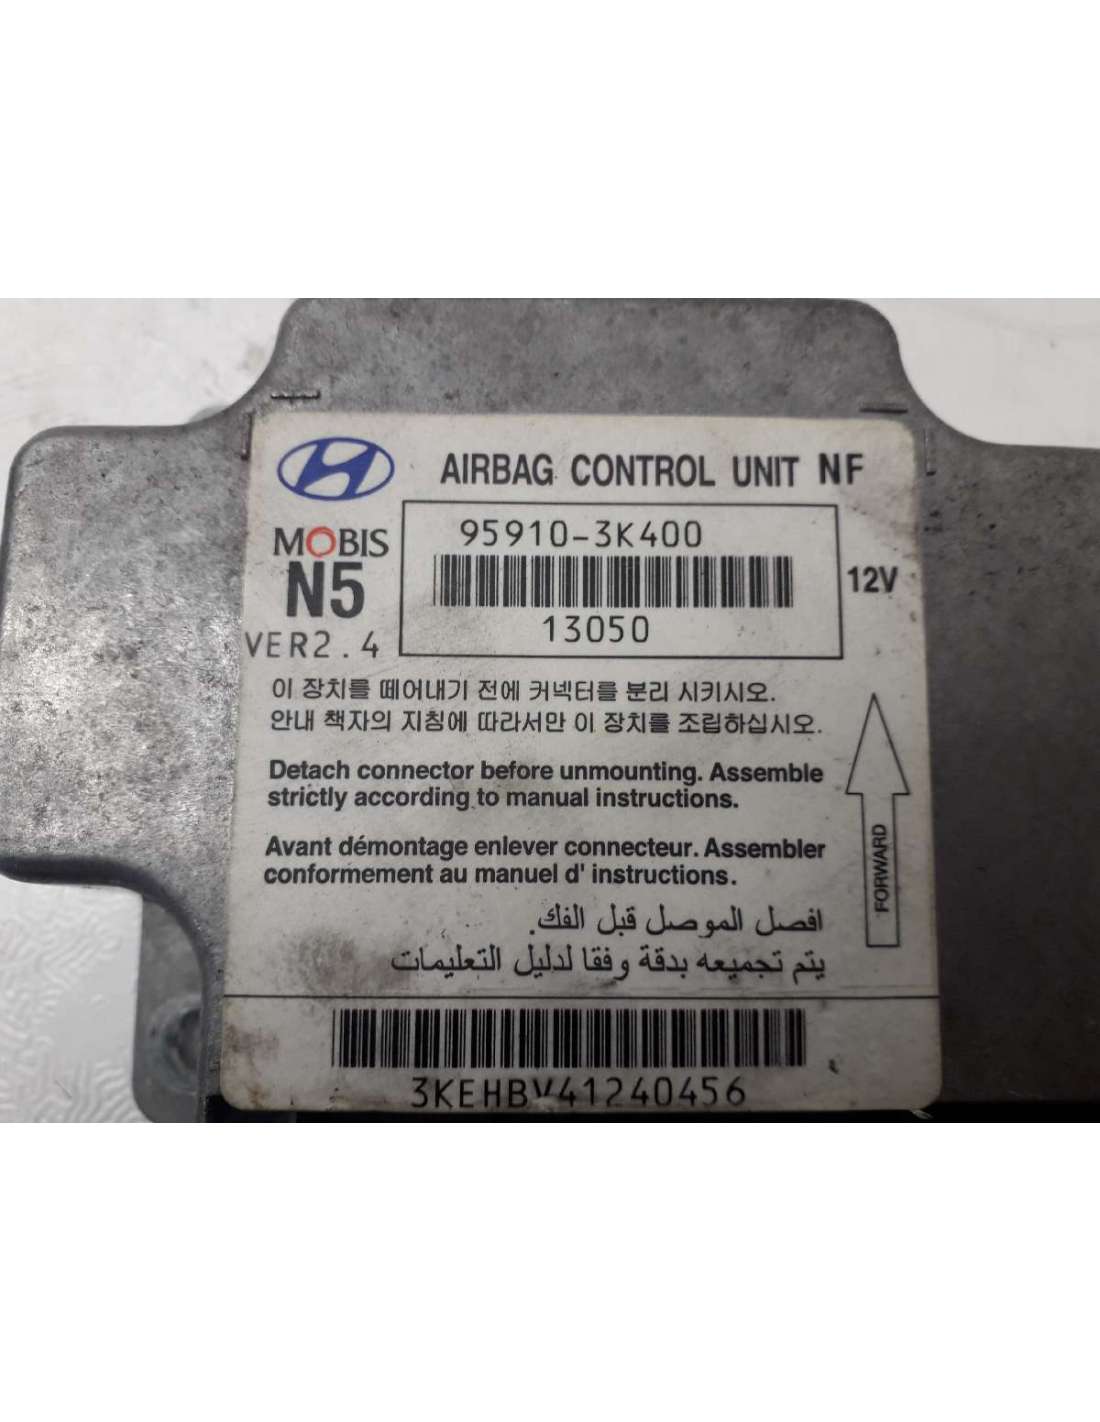 AIRBAG CONTROL UNIT NF
MOBIS
N5
VER2.4
95910-3K400
13050
12V
이 장치를 떼어내기 전에 커넥터를 분리 시키시오.
안내 책자의 지침에 따라서만 이 장치를 조립하십시오.
Detach connector before unmounting. Assemble
strictly according to manual instructions.
Avant démontage enlever connecteur. Assembler
conformement au manuel d' instructions.
افصل الموصل قبل الفك.
يتم تجميعه بدقة وفقا لدليل التعليمات
FORWARD
3KEHBV41240456